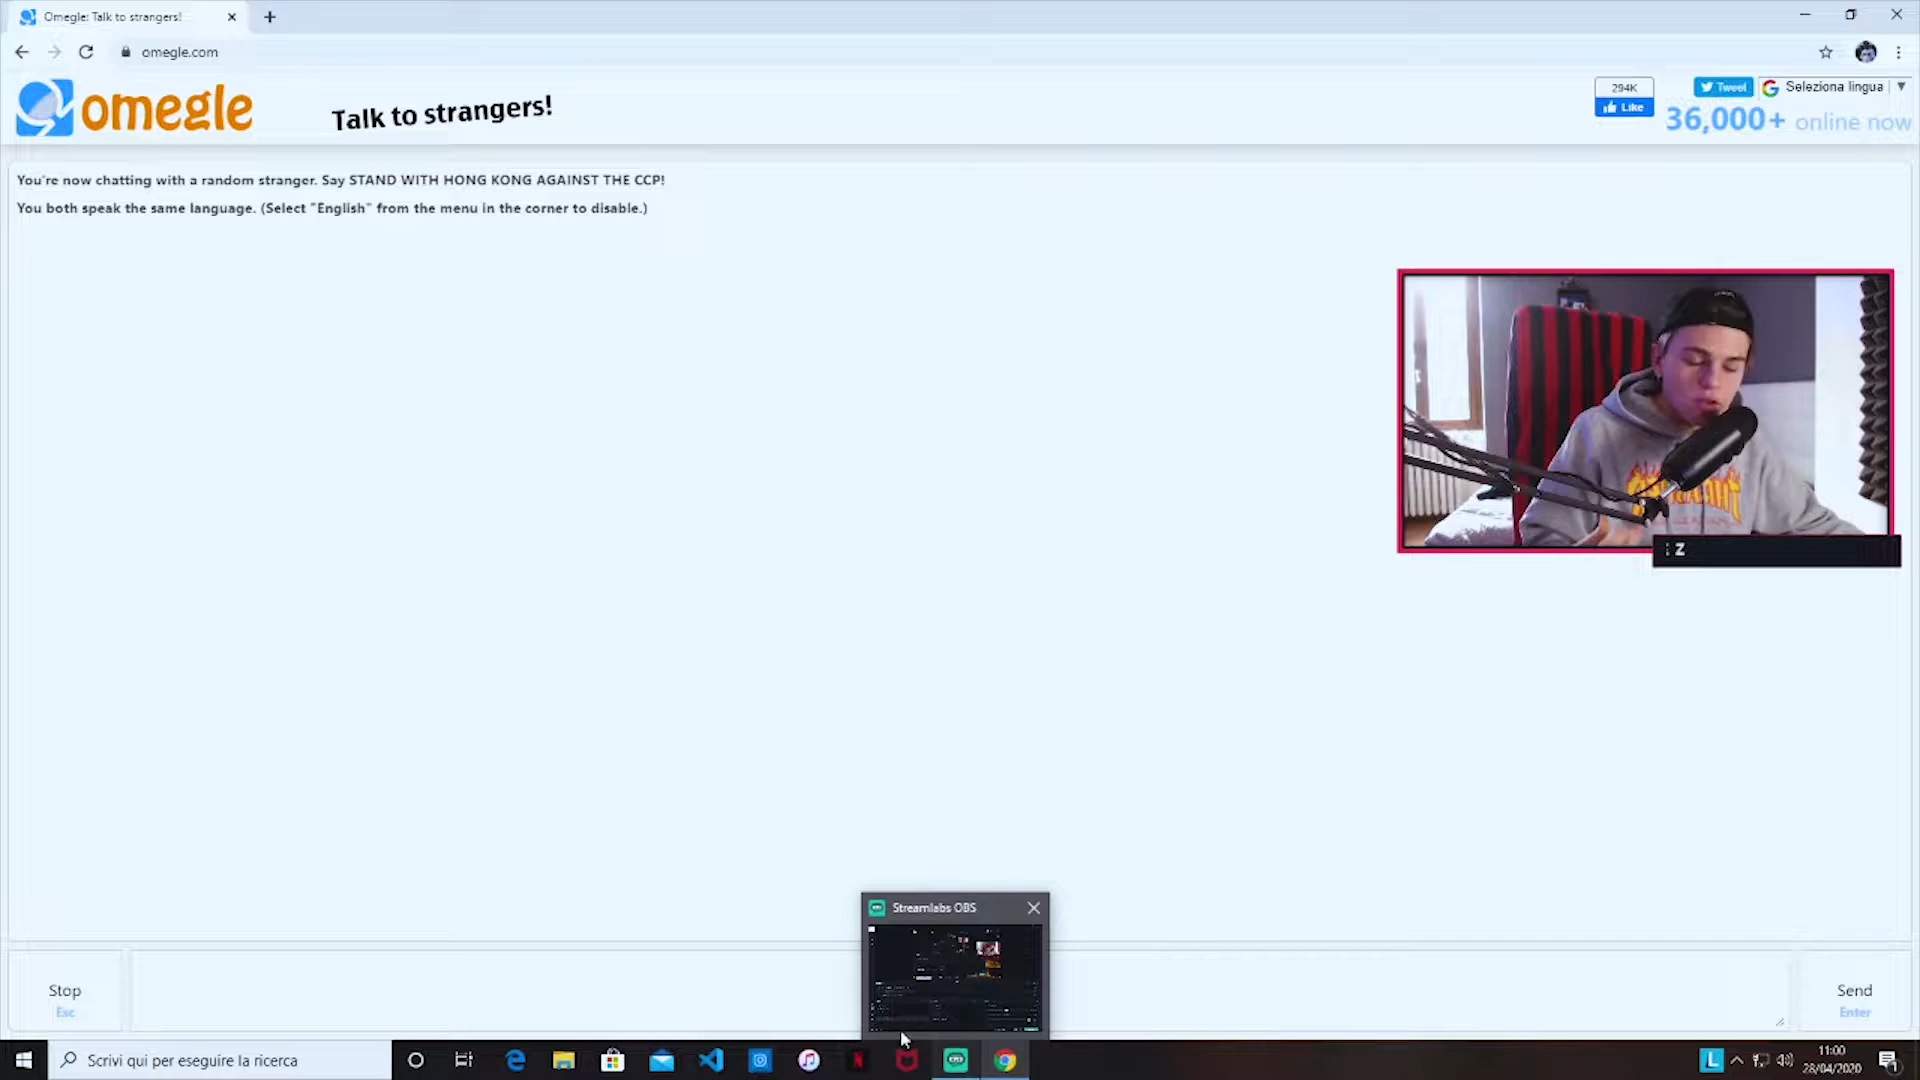 Omegle: Talk to strangers!
omegle.com
omegle
Talk to strangers!
294K
Like
Tweet
Seleziona lingua
36,000+ online now
You're now chatting with a random stranger. Say STAND WITH HONG KONG AGAINST THE CCP!
You both speak the same language. (Select "English" from the menu in the corner to disable.)
: Z
Streamlabs OBS
Stop
Esc
Send
Enter
Scrivi qui per eseguire la ricerca
N
L
11:00
28/04/2020
1